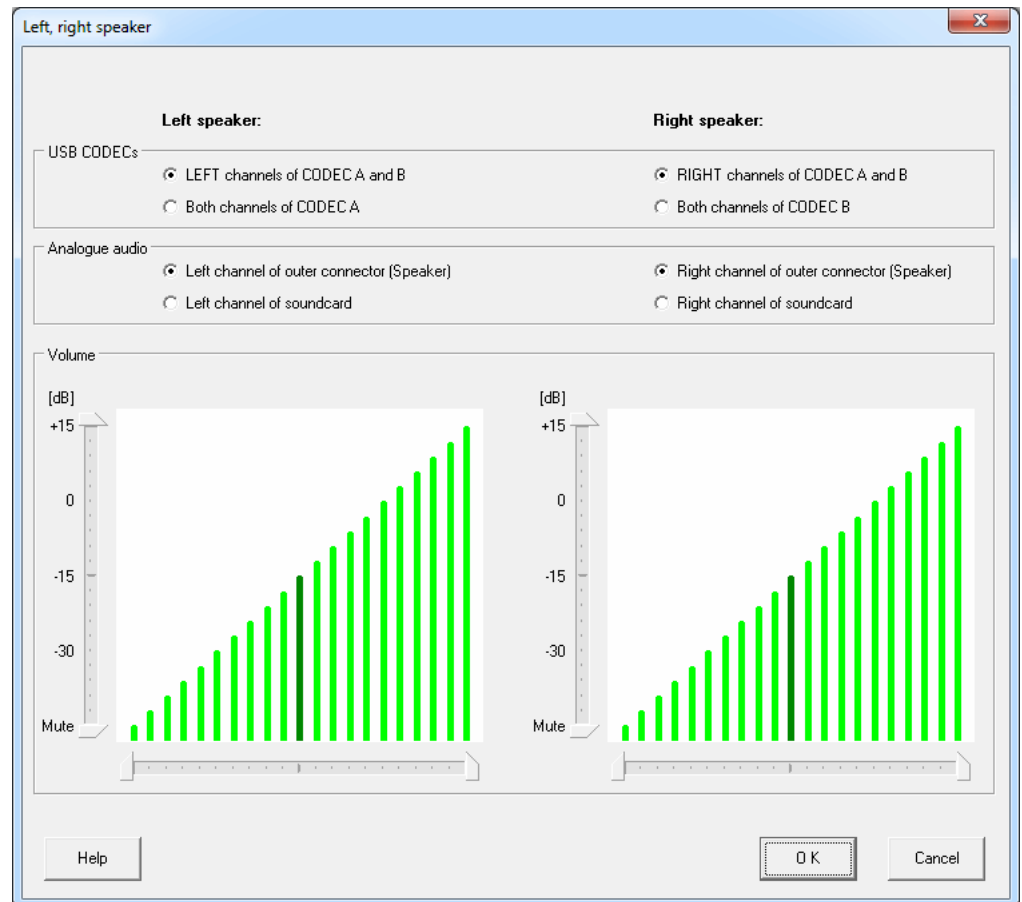 Left, right speaker
Left speaker: Right speaker:
USB CODECs
LEFT channels of CODEC A and B RIGHT channels of CODEC A and B
Both channels of CODEC A Both channels of CODEC B
Analogue audio
Left channel of outer connector (Speaker) Right channel of outer connector (Speaker)
Left channel of soundcard Right channel of soundcard
Volume
[dB] [dB]
+15 +15
0 0
-15 -15
-30 -30
Mute Mute
Help O K Cancel